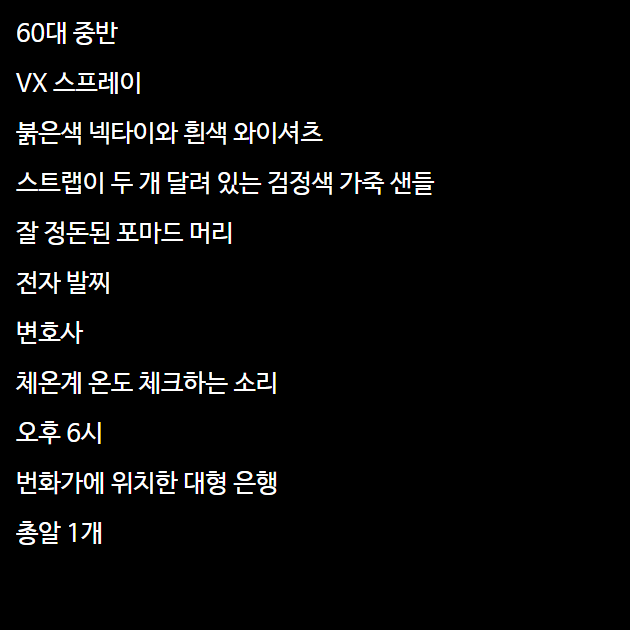 60대 중반
VX 스프레이
붉은색 넥타이와 흰색 와이셔츠
스트랩이 두 개 달려 있는 검정색 가죽 샌들
잘 정돈된 포마드 머리
전자 발찌
변호사
체온계 온도 체크하는 소리
오후 6시
번화가에 위치한 대형 은행
총알 1개